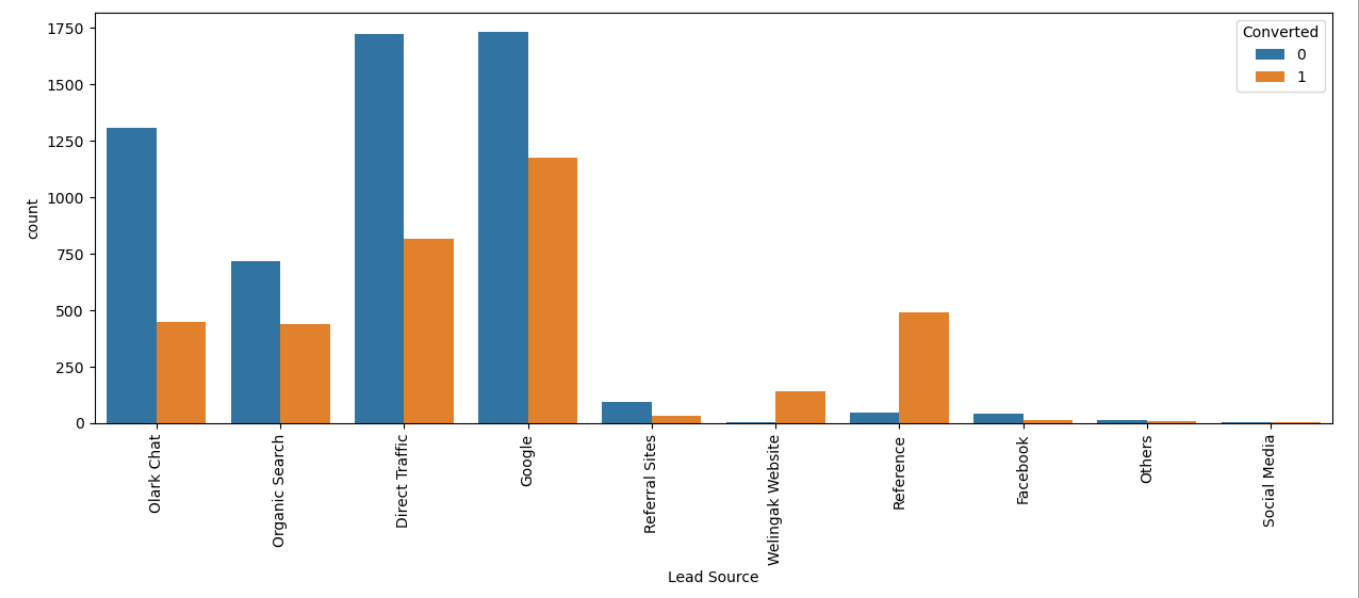 1750
1500
1250
1000
750
500
250
0
count
Converted
0
1
Olark Chat
Organic Search
Direct Traffic
Google
Referral Sites
Welingak Website
Reference
Facebook
Others
Social Media
Lead Source